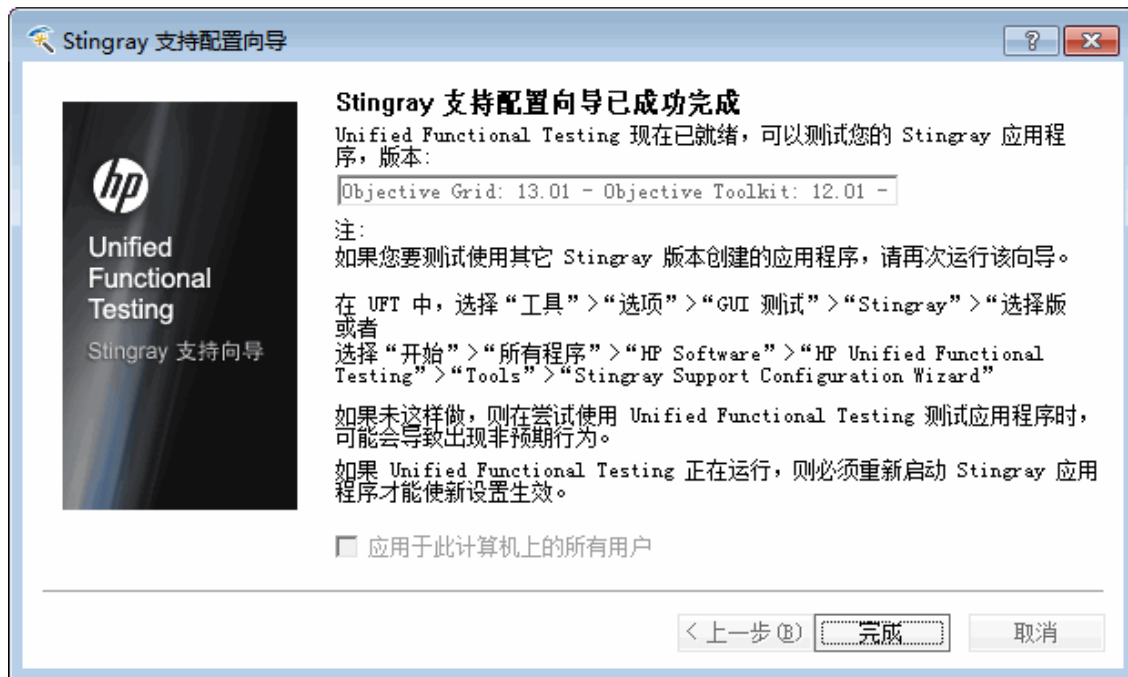 Stingray 支持配置向导
hp
Unified
Functional
Testing
Stingray 支持向导
Stingray 支持配置向导已成功完成
Unified Functional Testing 现在已就绪，可以测试您的 Stingray 应用程
序，版本:
Objective Grid: 13.01 - Objective Toolkit: 12.01 -
注:
如果您要测试使用其它 Stingray 版本创建的应用程序，请再次运行该向导。
在 UFT 中，选择“工具”>“选项”>“GUI 测试”>“Stingray”>“选择版
或者
选择“开始”>“所有程序”>“HP Software”>“HP Unified Functional
Testing”>“Tools”>“Stingray Support Configuration Wizard”
如果未这样做，则在尝试使用 Unified Functional Testing 测试应用程序时，
可能会导致出现非预期行为。
如果 Unified Functional Testing 正在运行，则必须重新启动 Stingray 应用
程序才能使新设置生效。
应用于此计算机上的所有用户
< 上一步(B)
完成
取消